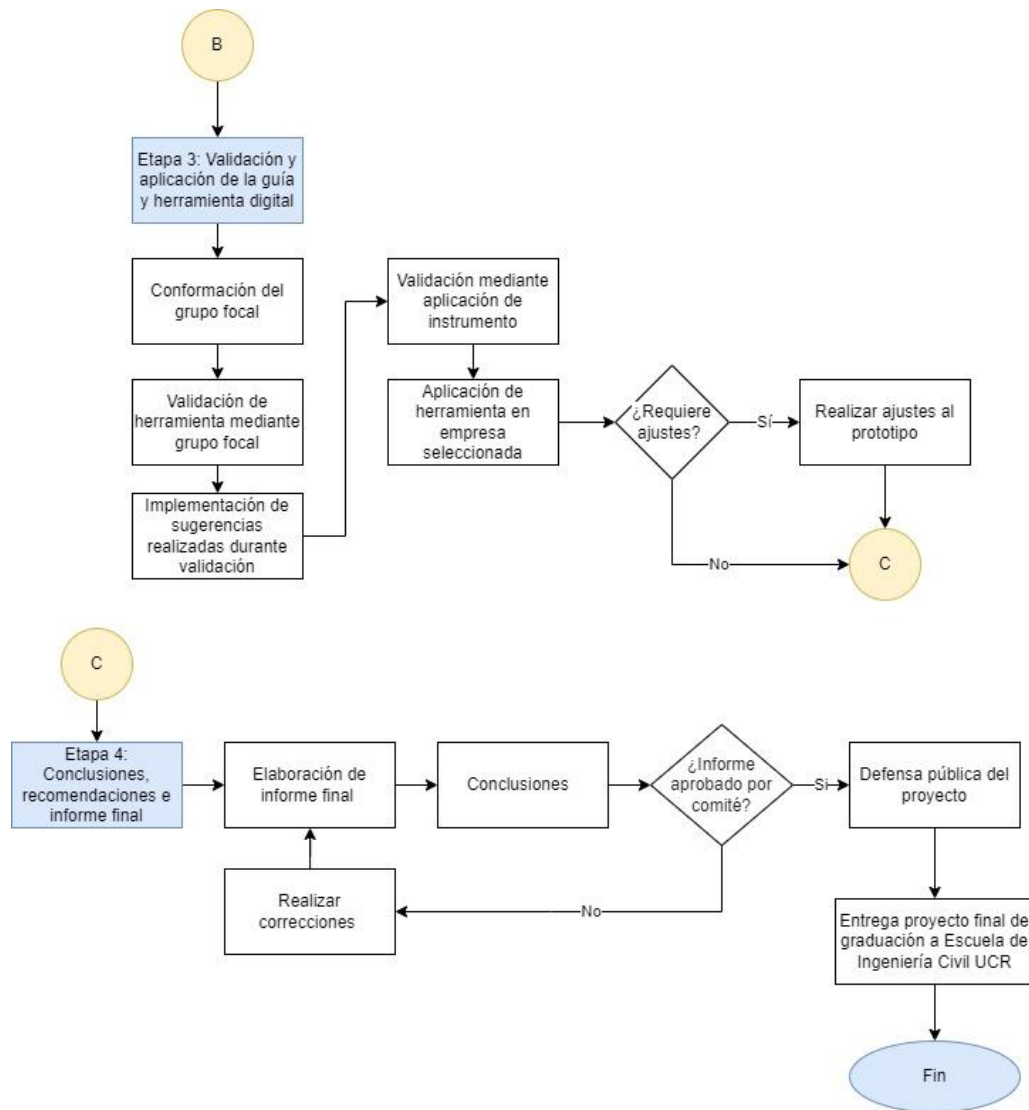 B
Etapa 3: Validación y
aplicación de la guía
y herramienta digital
Conformación del
grupo focal
Validación de
herramienta mediante
grupo focal
Implementación de
sugerencias
realizadas durante
validación
Validación mediante
aplicación de
instrumento
Aplicación de
herramienta en
empresa
seleccionada
¿Requiere
ajustes?
Sí
Realizar ajustes al
prototipo
No
C
C
Etapa 4:
Conclusiones,
recomendaciones e
informe final
Elaboración de
informe final
Conclusiones
¿Informe
aprobado por
comité?
Si
Defensa pública del
proyecto
Realizar
correcciones
No
Entrega proyecto final de
graduación a Escuela de
Ingeniería Civil UCR
Fin